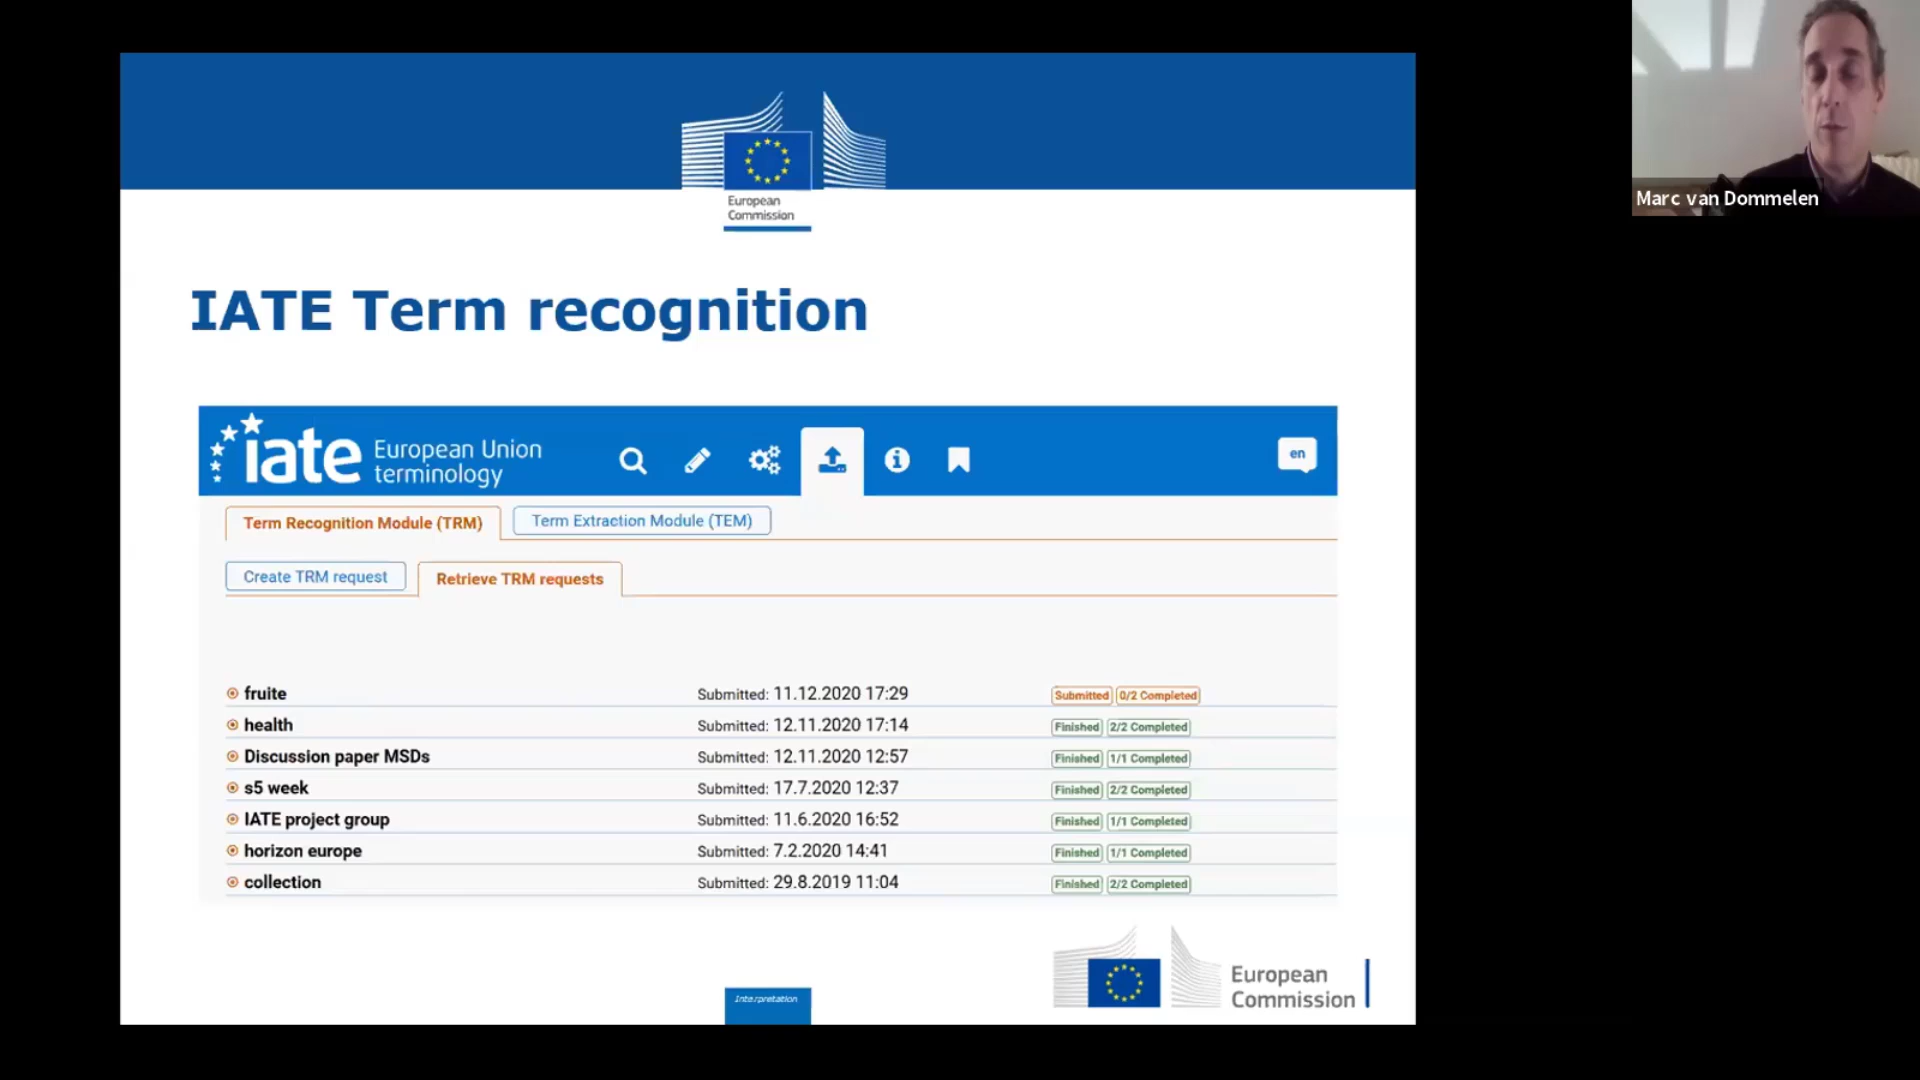 European
Commission
IATE Term recognition
iate European Union
terminology
en
Term Recognition Module (TRM) Term Extraction Module (TEM)
Create TRM request Retrieve TRM requests
fruite Submitted: 11.12.2020 17:29 Submitted 0/2 Completed
health Submitted: 12.11.2020 17:14 Finished 2/2 Completed
Discussion paper MSDs Submitted: 12.11.2020 12:57 Finished 1/1 Completed
s5 week Submitted: 17.7.2020 12:37 Finished 2/2 Completed
IATE project group Submitted: 11.6.2020 16:52 Finished 1/1 Completed
horizon europe Submitted: 7.2.2020 14:41 Finished 1/1 Completed
collection Submitted: 29.8.2019 11:04 Finished 2/2 Completed
European
Commission
Interpretation
Marc van Dommelen